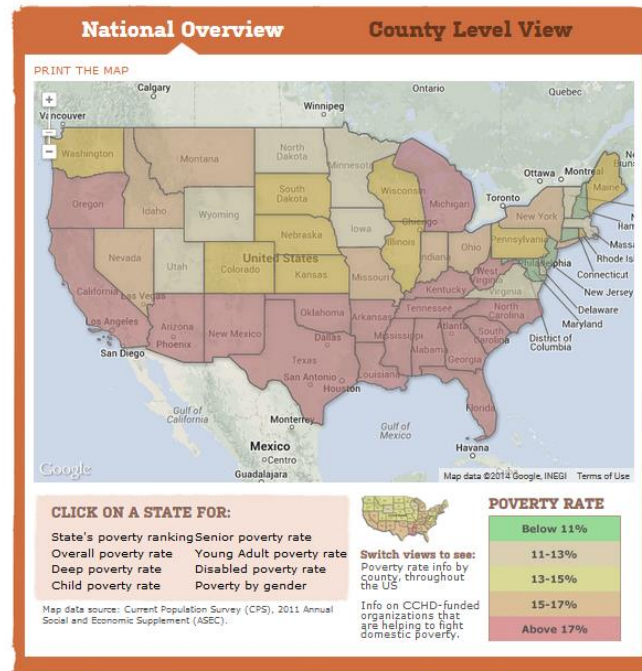 National Overview
County Level View
PRINT THE MAP
Calgary
Ontario
Quebec
Vancouver
Winnipeg
Washington
Montana
North
Dakota
Minnesota
Ottawa
Montreal
Oregon
Idaho
South
Dakota
Wisconsin
Michigan
Toronto
Maine
Wyoming
New York
Chicago
Nebraska
Iowa
Illinois
Indiana
Ohio
Pennsylvania
Nevada
Utah
Colorado
United States
Kansas
Missouri
West
Virginia
Virginia
Philadelphia
Rhode Isl
Connecticut
New Jersey
Delaware
Maryland
District of
Columbia
California
Las Vegas
Kentucky
Los Angeles
Arizona
Phoenix
New Mexico
Oklahoma
Arkansas
Tennessee
North
Carolina
San Diego
Dallas
Mississippi
Alabama
Atlanta
Georgia
South
Carolina
Texas
San Antonio
Houston
Louisiana
Florida
Gulf of
California
Monterrey
Gulf of
Mexico
Mexico
Centro
Guadalajara
Havana
Google
Map data ©2014 Google, INEGI
Terms of Use
CLICK ON A STATE FOR:
State's poverty ranking
Senior poverty rate
Overall poverty rate
Young Adult poverty rate
Deep poverty rate
Disabled poverty rate
Child poverty rate
Poverty by gender
Map data source: Current Population Survey (CPS), 2011 Annual
Social and Economic Supplement (ASEC).
Switch views to see:
Poverty rate info by
county, throughout
the US
Info on CCHD-funded
organizations that
are helping to fight
domestic poverty.
POVERTY RATE
Below 11%
11-13%
13-15%
15-17%
Above 17%